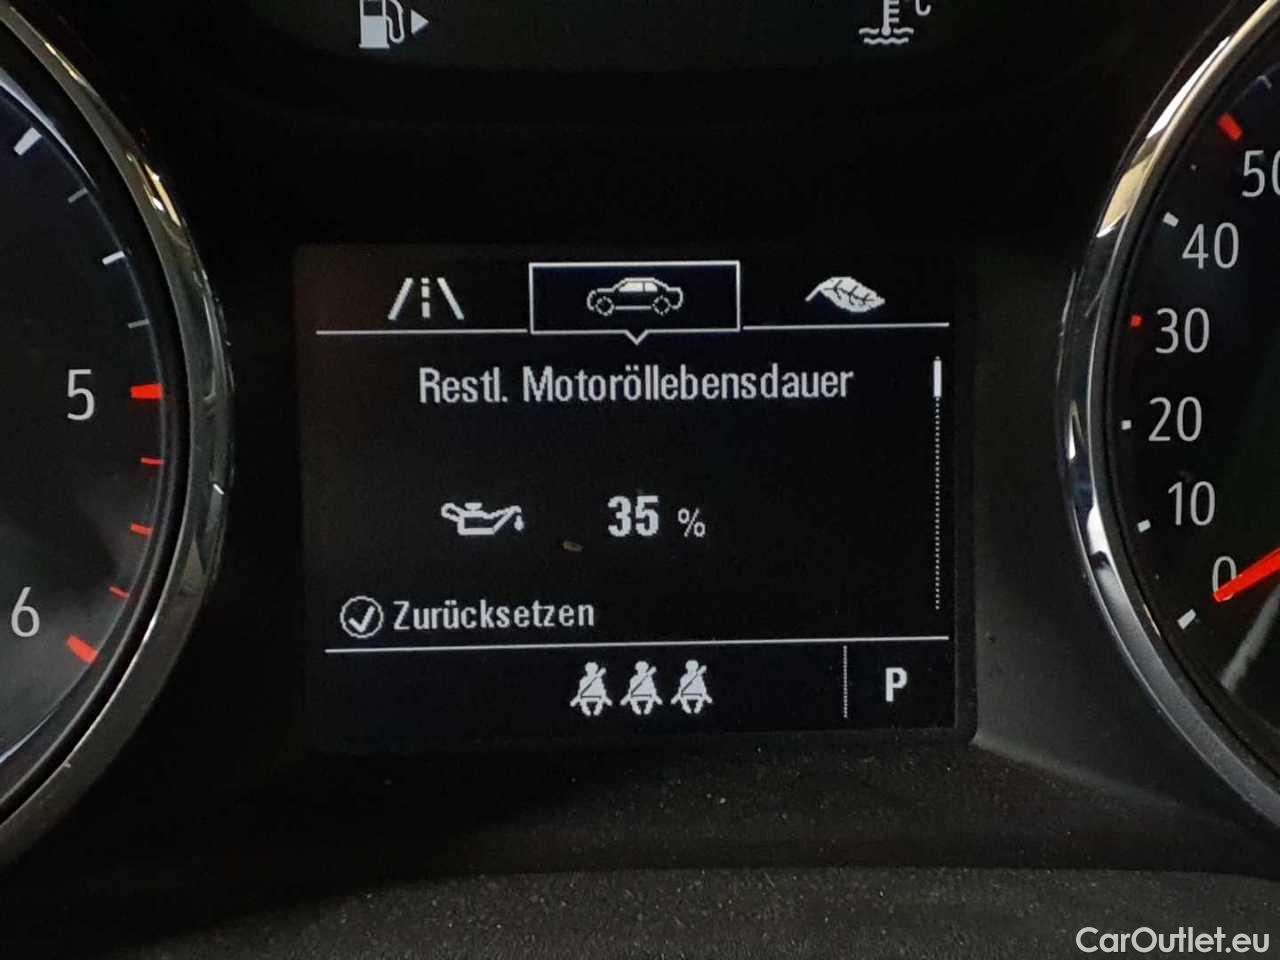 °C
5
6
Restl. Motoröllebensdauer
35 %
Zurücksetzen
P
50
40
30
20
10
0
CarOutlet.eu